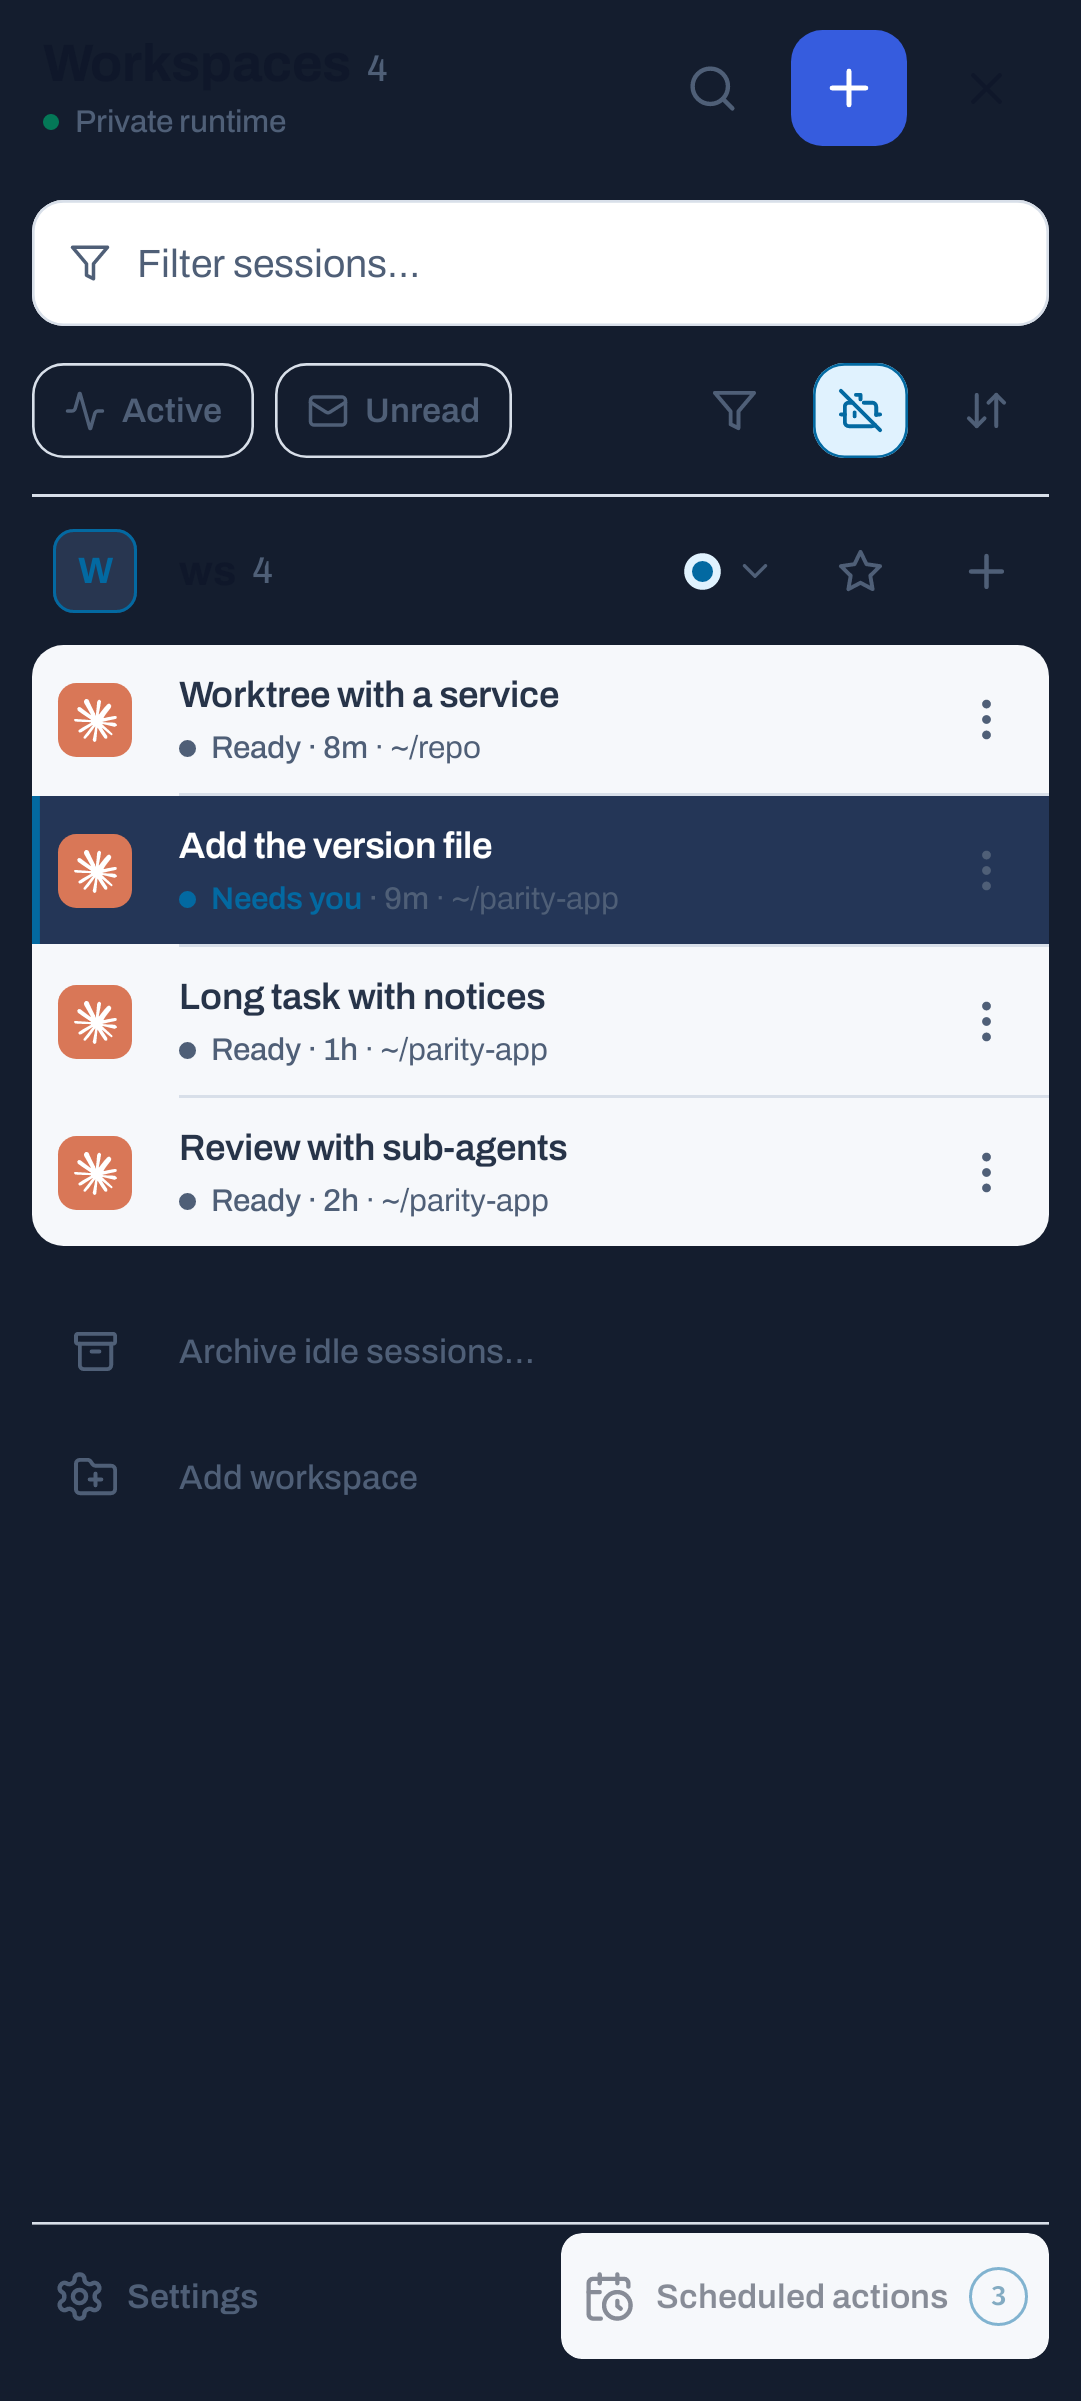 Workspaces 4
Private runtime
Filter sessions...
Active
Unread
W
ws 4
Worktree with a service
Ready · 8m · ~/repo
Add the version file
Needs you · 9m · ~/parity-app
Long task with notices
Ready · 1h · ~/parity-app
Review with sub-agents
Ready · 2h · ~/parity-app
Archive idle sessions...
Add workspace
Settings
Scheduled actions 3